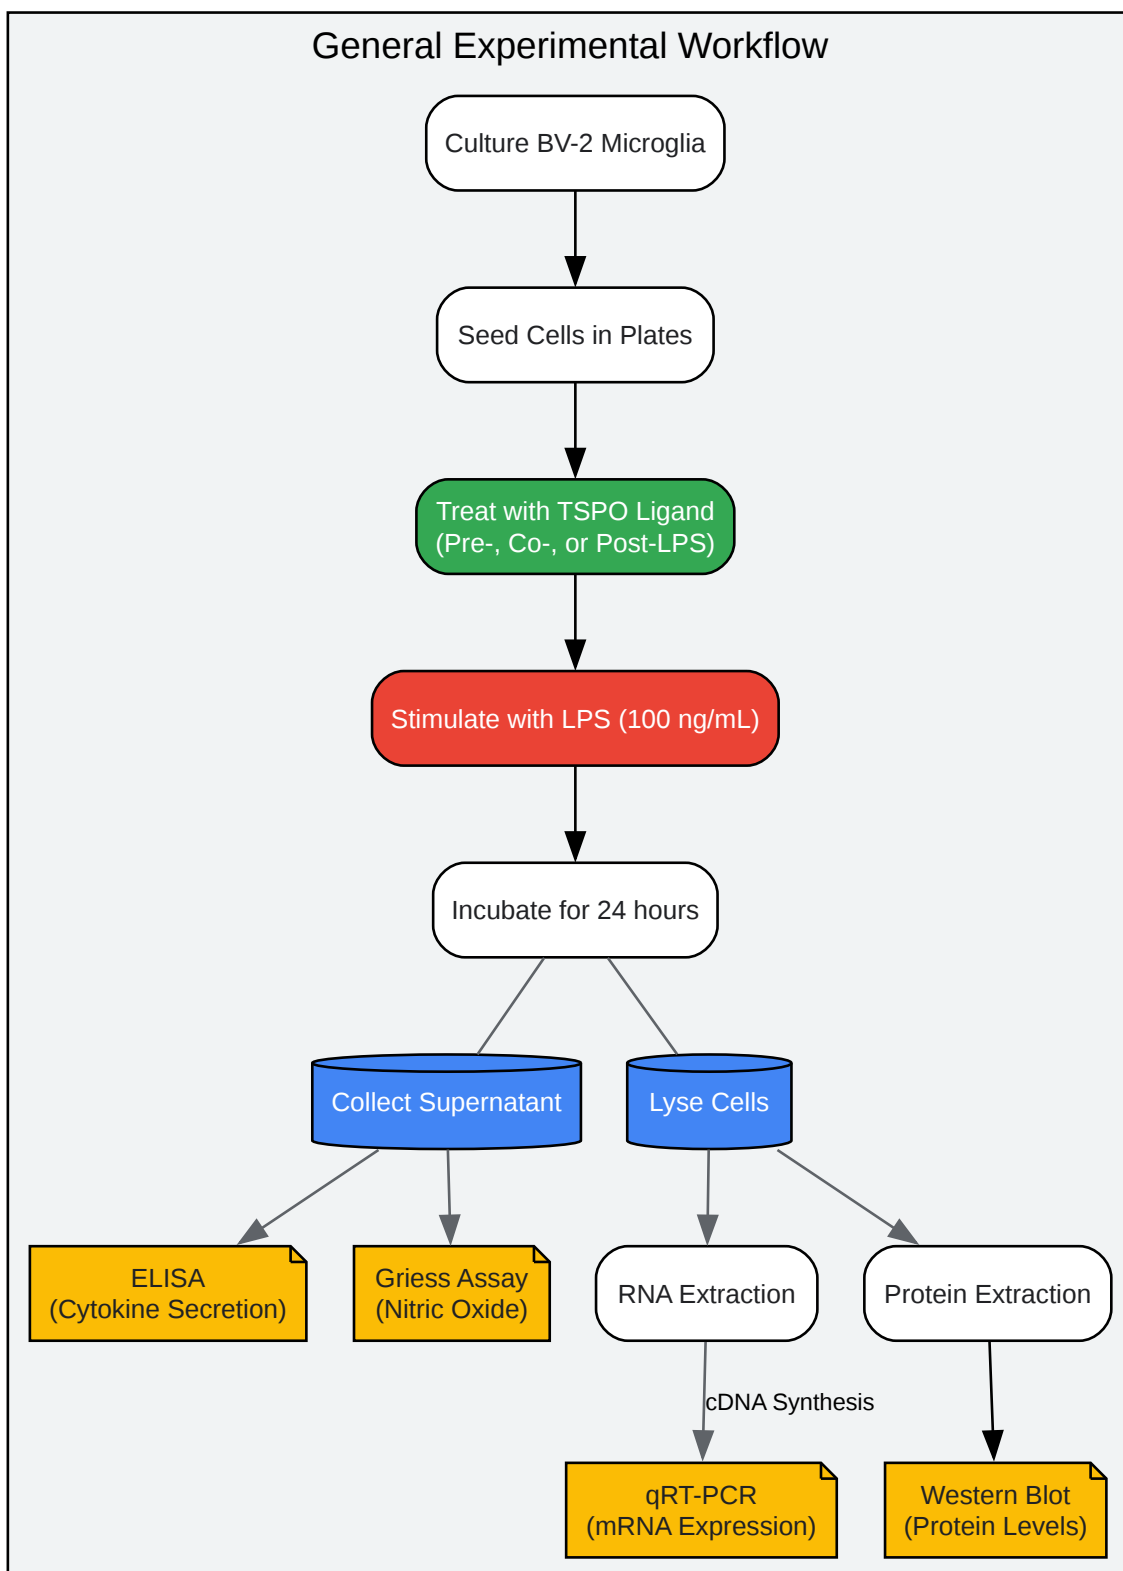 General Experimental Workflow
Culture BV-2 Microglia
Seed Cells in Plates
Treat with TSPO Ligand
(Pre-, Co-, or Post-LPS)
Stimulate with LPS (100 ng/mL)
Incubate for 24 hours
Collect Supernatant
Lyse Cells
ELISA
(Cytokine Secretion)
Griess Assay
(Nitric Oxide)
RNA Extraction
Protein Extraction
cDNA Synthesis
qRT-PCR
(mRNA Expression)
Western Blot
(Protein Levels)